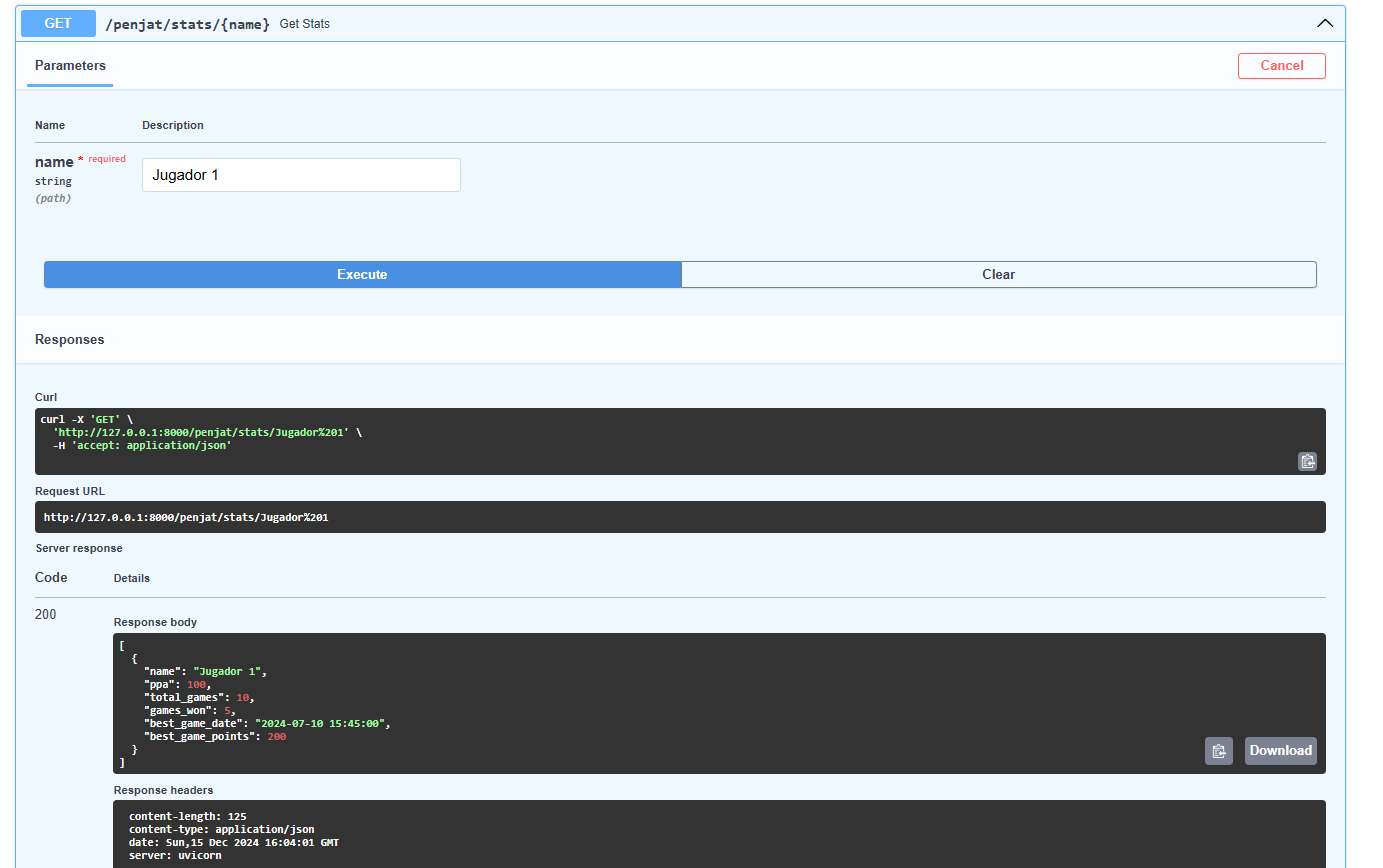 GET /penjat/stats/{name} Get Stats
Parameters
Cancel
Name Description
name * required
string
(path)
Jugador 1
Execute
Clear
Responses
Curl
curl -X 'GET' \
'http://127.0.0.1:8000/penjat/stats/Jugador%201' \
-H 'accept: application/json'
Request URL
http://127.0.0.1:8000/penjat/stats/Jugador%201
Server response
Code Details
200
Response body
[
{
"name": "Jugador 1",
"ppa": 100,
"total_games": 10,
"games_won": 5,
"best_game_date": "2024-07-10 15:45:00",
"best_game_points": 200
}
]
Download
Response headers
content-length: 125
content-type: application/json
date: Sun,15 Dec 2024 16:04:01 GMT
server: uvicorn